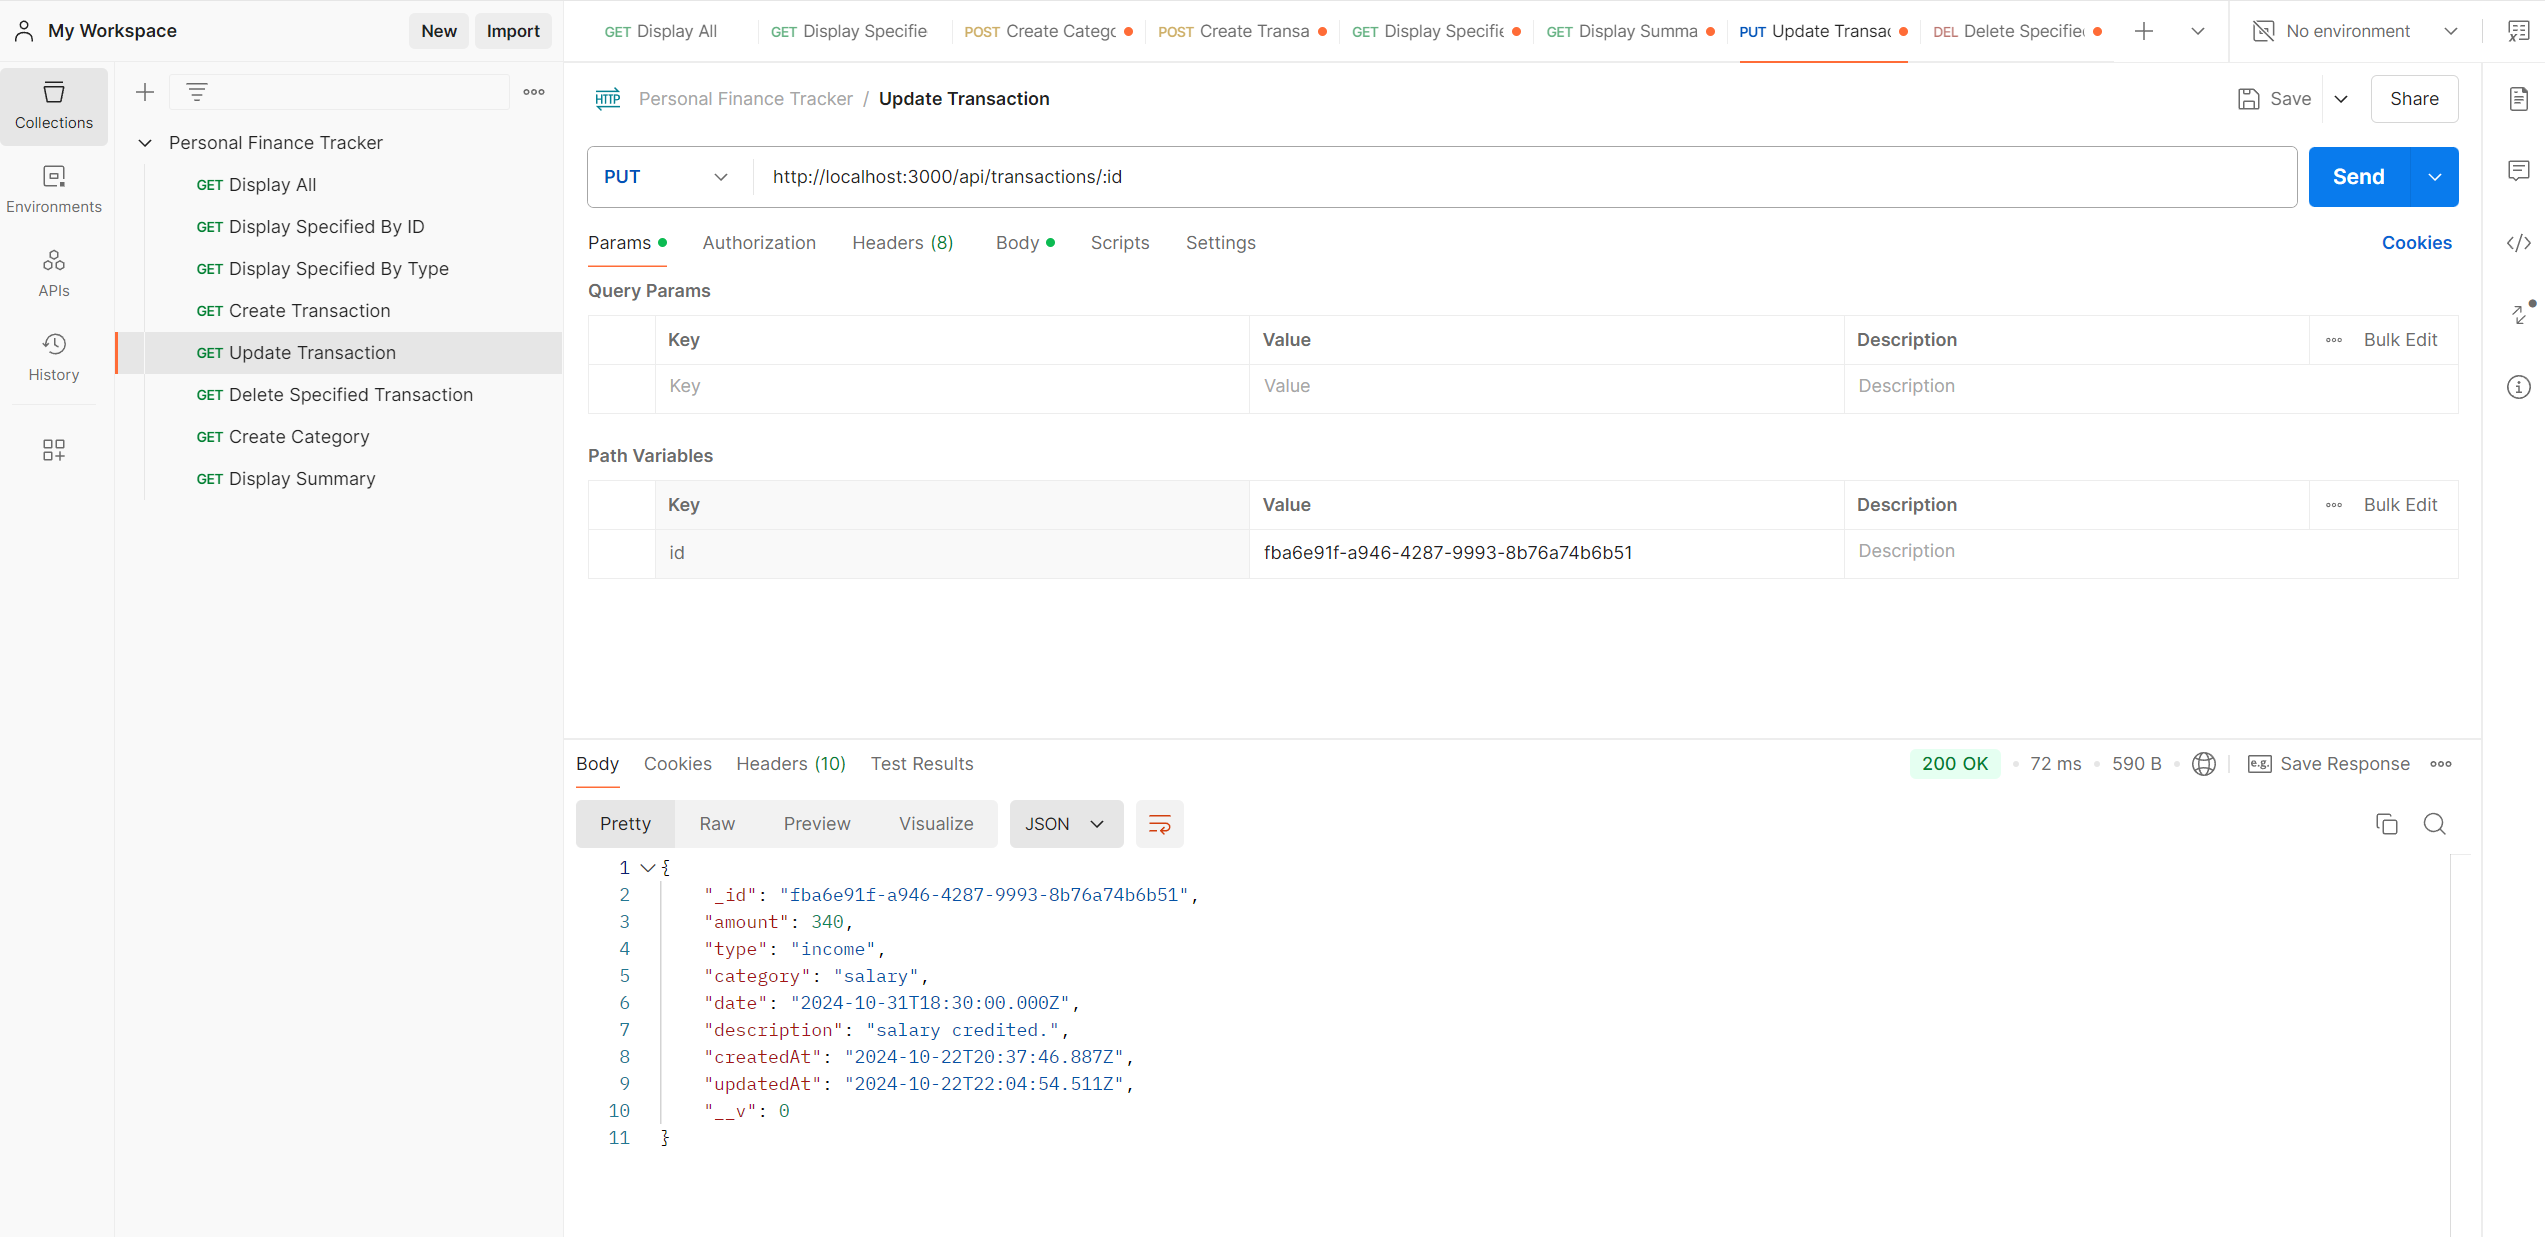 My Workspace
New
Import
GET Display All
GET Display Specifie
POST Create Catego
POST Create Transa
GET Display Specifie
GET Display Summa
PUT Update Transac
DEL Delete Specified
No environment
Collections
Environments
APIs
History
Personal Finance Tracker
GET Display All
GET Display Specified By ID
GET Display Specified By Type
GET Create Transaction
GET Update Transaction
GET Delete Specified Transaction
GET Create Category
GET Display Summary
HTTP Personal Finance Tracker / Update Transaction
Save
Share
PUT http://localhost:3000/api/transactions/:id
Send
Params Authorization Headers (8) Body Scripts Settings
Cookies
Query Params
Key Value Description Bulk Edit
Key Value Description
Path Variables
Key Value Description Bulk Edit
id fba6e91f-a946-4287-9993-8b76a74b6b51 Description
Body Cookies Headers (10) Test Results
200 OK 72 ms 590 B e.g. Save Response
Pretty Raw Preview Visualize JSON
1 {
2 "_id": "fba6e91f-a946-4287-9993-8b76a74b6b51",
3 "amount": 340,
4 "type": "income",
5 "category": "salary",
6 "date": "2024-10-31T18:30:00.000Z",
7 "description": "salary credited.",
8 "createdAt": "2024-10-22T20:37:46.887Z",
9 "updatedAt": "2024-10-22T22:04:54.511Z",
10 "__v": 0
11 }